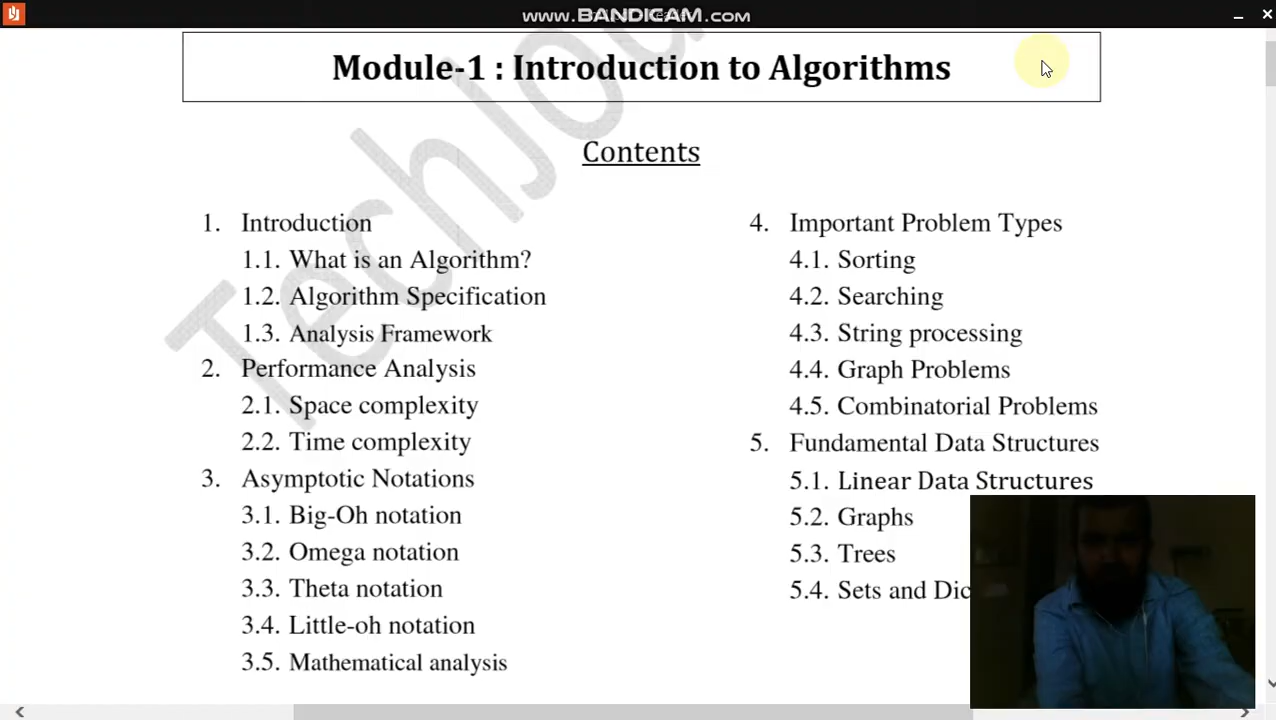 www.BANDICAM.com
Module-1 : Introduction to Algorithms
Contents
1. Introduction
1.1. What is an Algorithm?
1.2. Algorithm Specification
1.3. Analysis Framework
2. Performance Analysis
2.1. Space complexity
2.2. Time complexity
3. Asymptotic Notations
3.1. Big-Oh notation
3.2. Omega notation
3.3. Theta notation
3.4. Little-oh notation
3.5. Mathematical analysis
4. Important Problem Types
4.1. Sorting
4.2. Searching
4.3. String processing
4.4. Graph Problems
4.5. Combinatorial Problems
5. Fundamental Data Structures
5.1. Linear Data Structures
5.2. Graphs
5.3. Trees
5.4. Sets and Dic